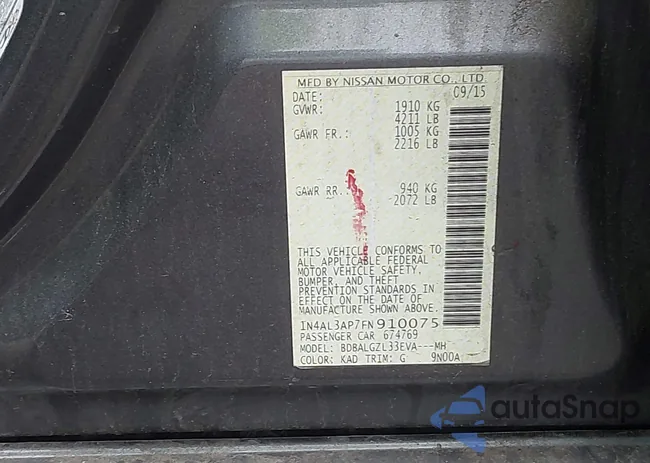 MFD BY NISSAN MOTOR CO., LTD.
DATE: 09/15
GVWR: 1910 KG
4211 LB
GAWR FR.: 1005 KG
2216 LB
GAWR RR.: 940 KG
2072 LB
THIS VEHICLE CONFORMS TO
ALL APPLICABLE FEDERAL
MOTOR VEHICLE SAFETY,
BUMPER, AND THEFT
PREVENTION STANDARDS IN
EFFECT ON THE DATE OF
MANUFACTURE SHOWN ABOVE.
1N4AL3AP7FN910075
PASSENGER CAR 674769
MODEL: BDBALGZL33EVA---MH
COLOR: KAD TRIM: G 9N00A
autaSnap